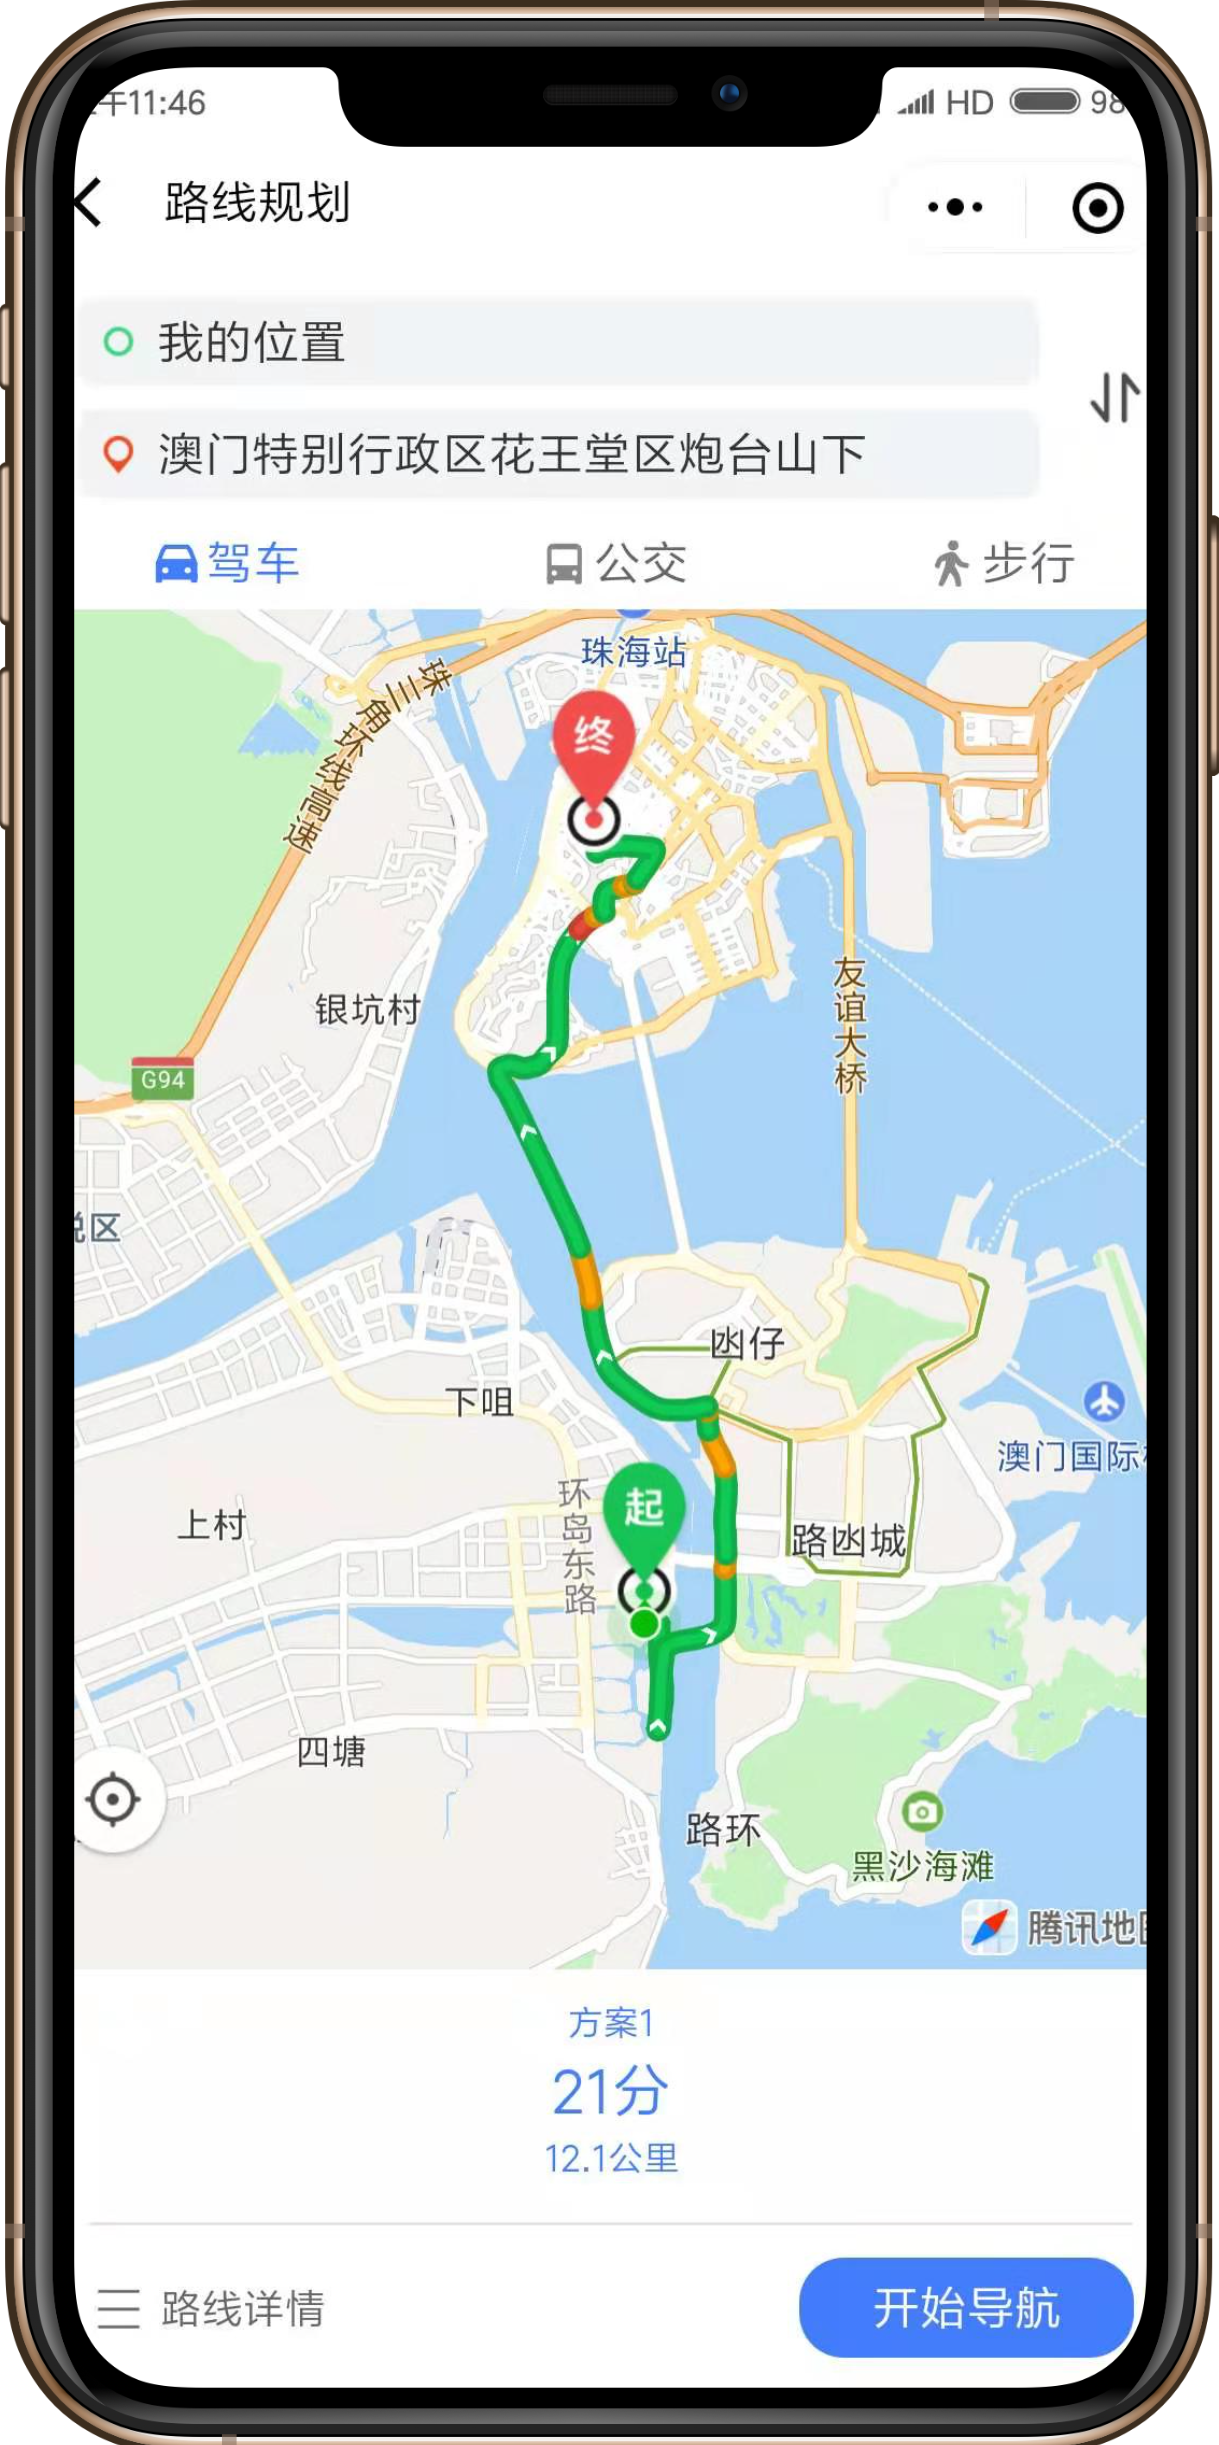 午11:46
HD
98
路线规划
我的位置
澳门特别行政区花王堂区炮台山下
驾车
公交
步行
珠海站
珠三角环线高速
终
银坑村
友谊大桥
G94
区
氹仔
下咀
澳门国际
环岛东路
起
上村
路氹城
四塘
路环
黑沙海滩
腾讯地
方案1
21分
12.1公里
路线详情
开始导航